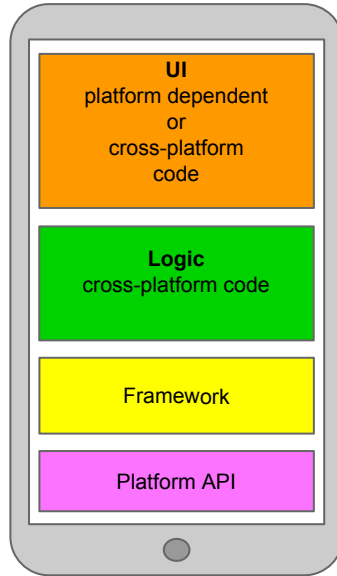 UI
platform dependent
or
cross-platform
code
Logic
cross-platform code
Framework
Platform API